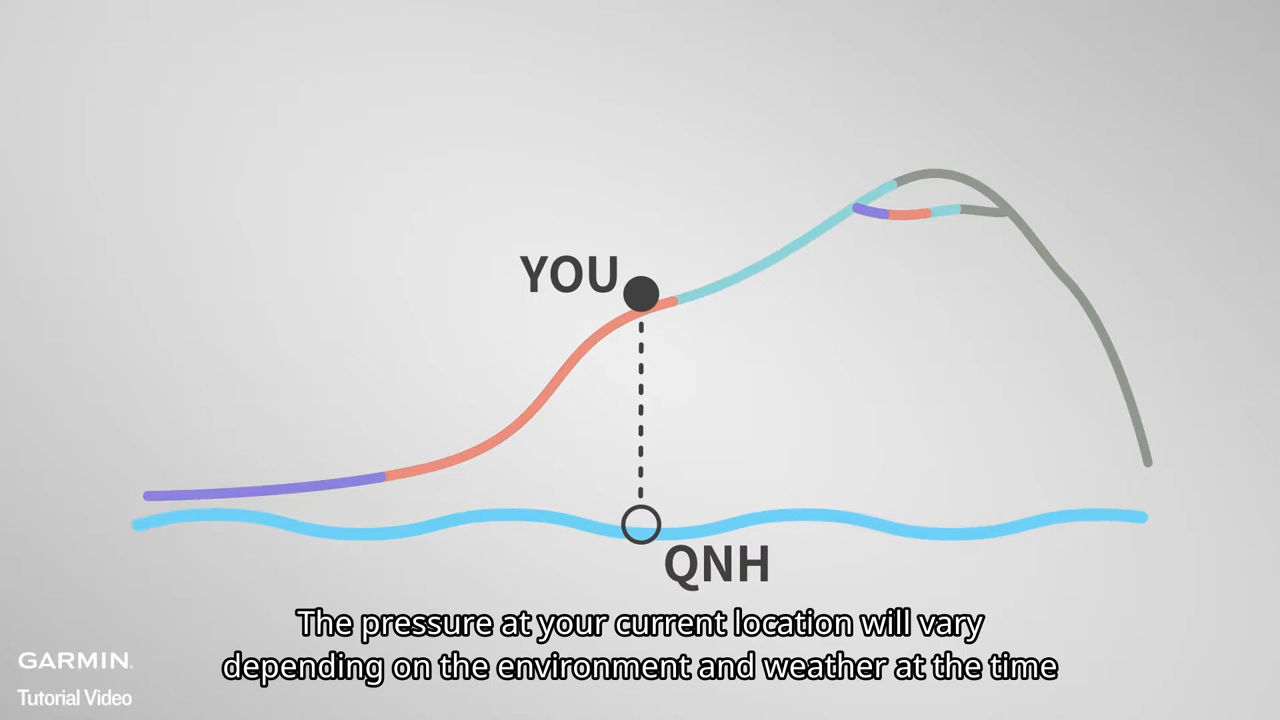 YOU
QNH
The pressure at your current location will vary
depending on the environment and weather at the time
GARMIN.
Tutorial Video